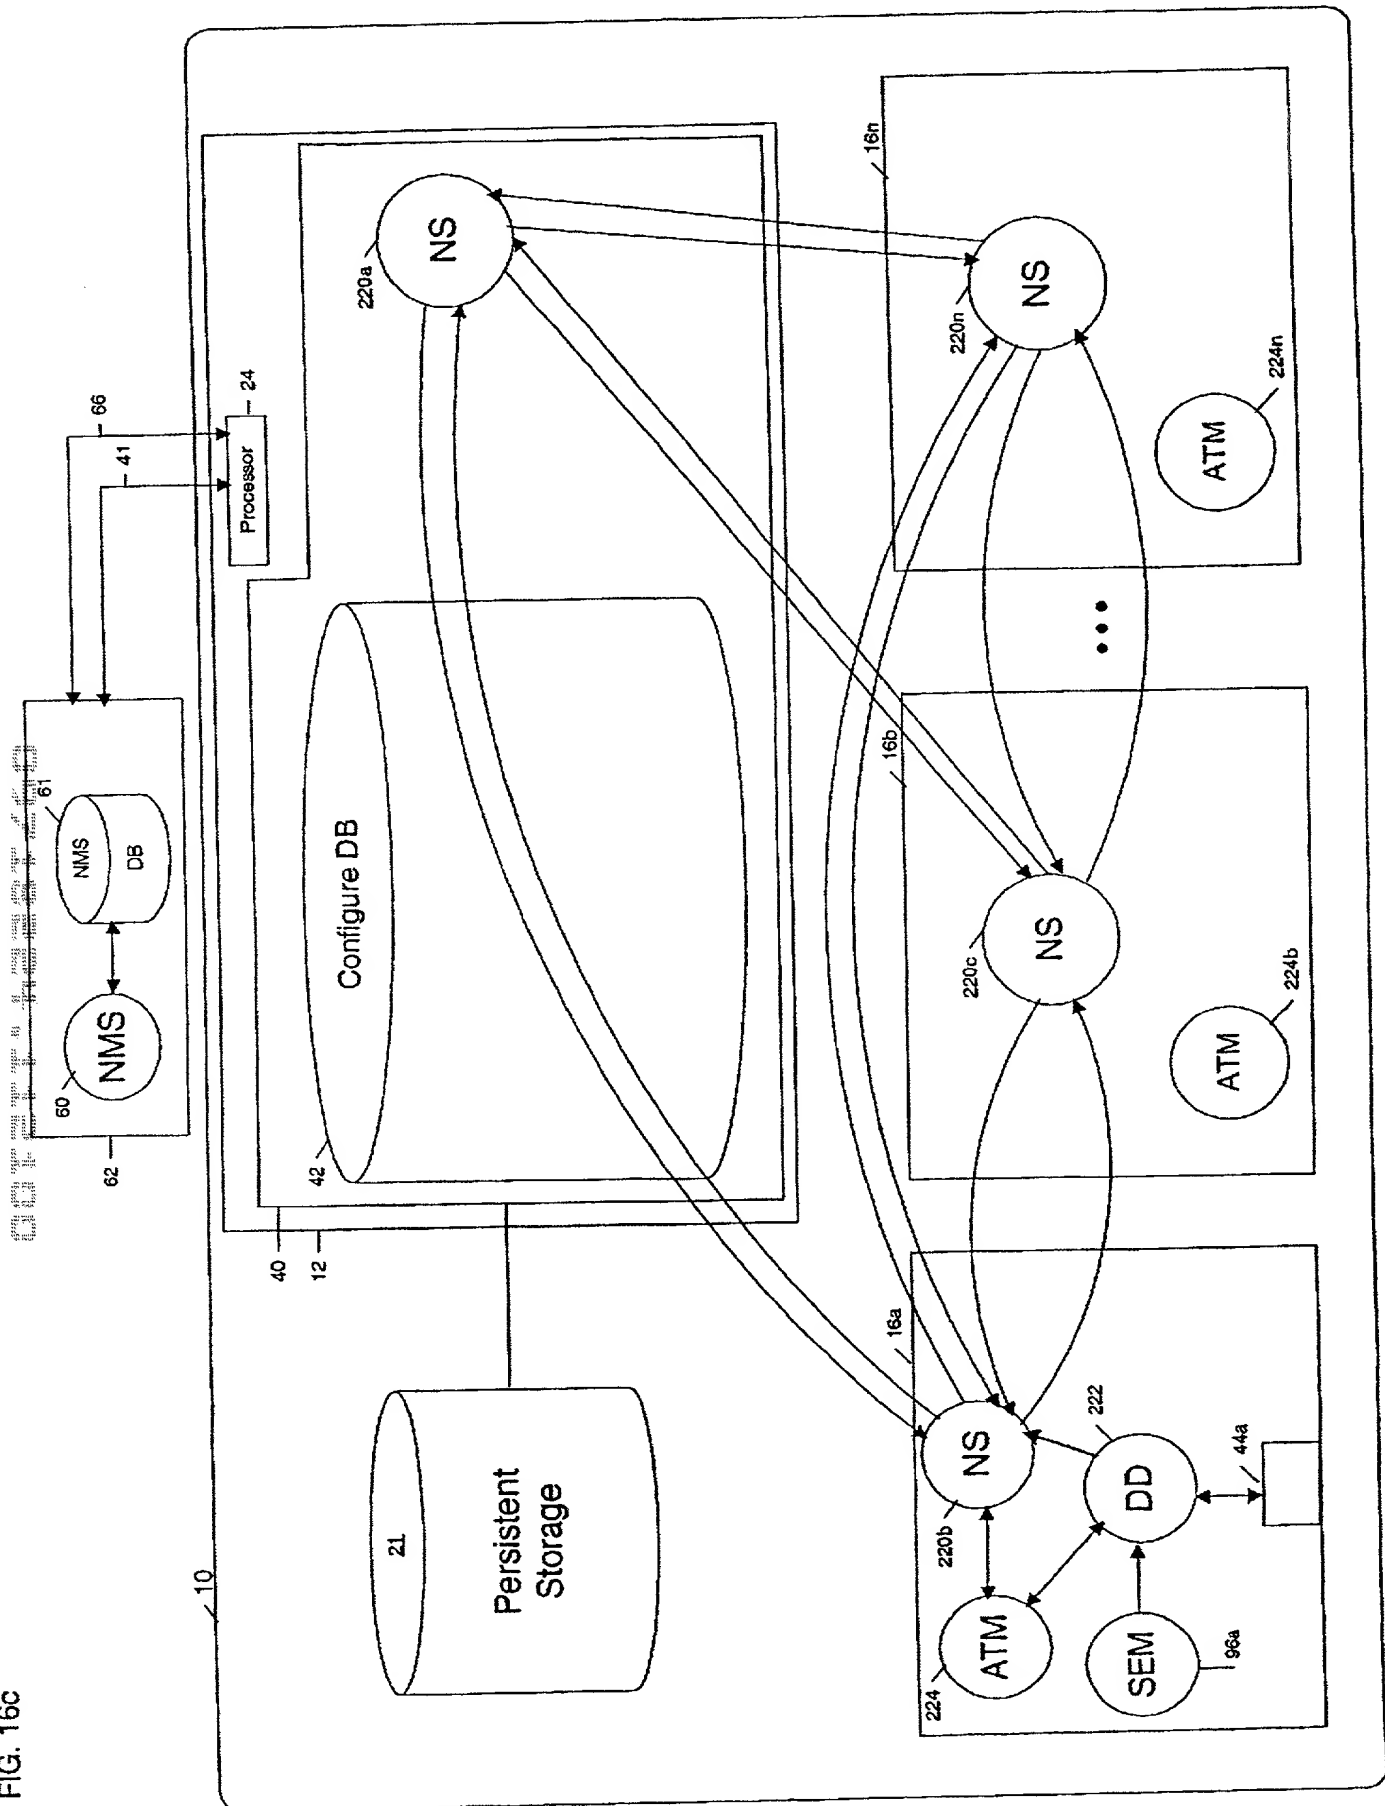 FIG. 16c
10
62
60
NMS
61
NMS
DB
66
41
24
Processor
40
12
42
Configure DB
220a
NS
21
Persistent
Storage
16a
220b
NS
224
ATM
222
DD
SEM
96a
44a
16b
220c
NS
ATM
224b
16n
220n
NS
ATM
224n